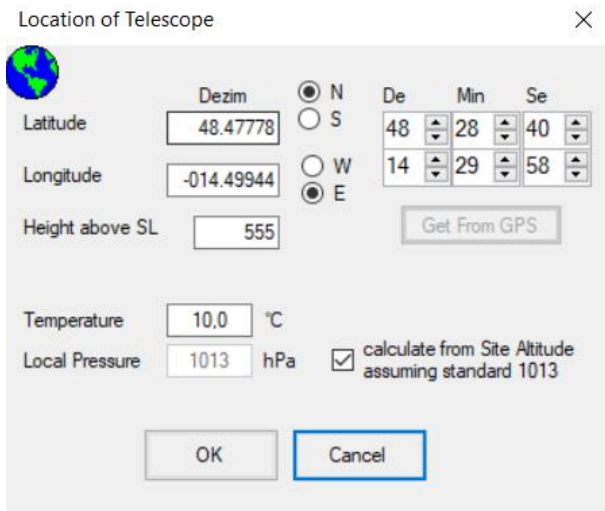 Location of Telescope
Dezim
N
De Min Se
Latitude 48.47778 S 48 28 40
Longitude -014.49944 W 14 29 58
E
Height above SL 555 Get From GPS
Temperature 10,0 °C
Local Pressure 1013 hPa calculate from Site Altitude
assuming standard 1013
OK Cancel